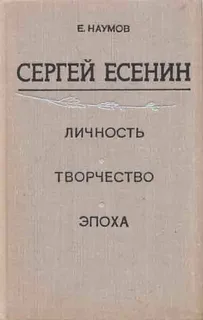 Е. НАУМОВ
СЕРГЕЙ ЕСЕНИН
ЛИЧНОСТЬ
ТВОРЧЕСТВО
ЭПОХА